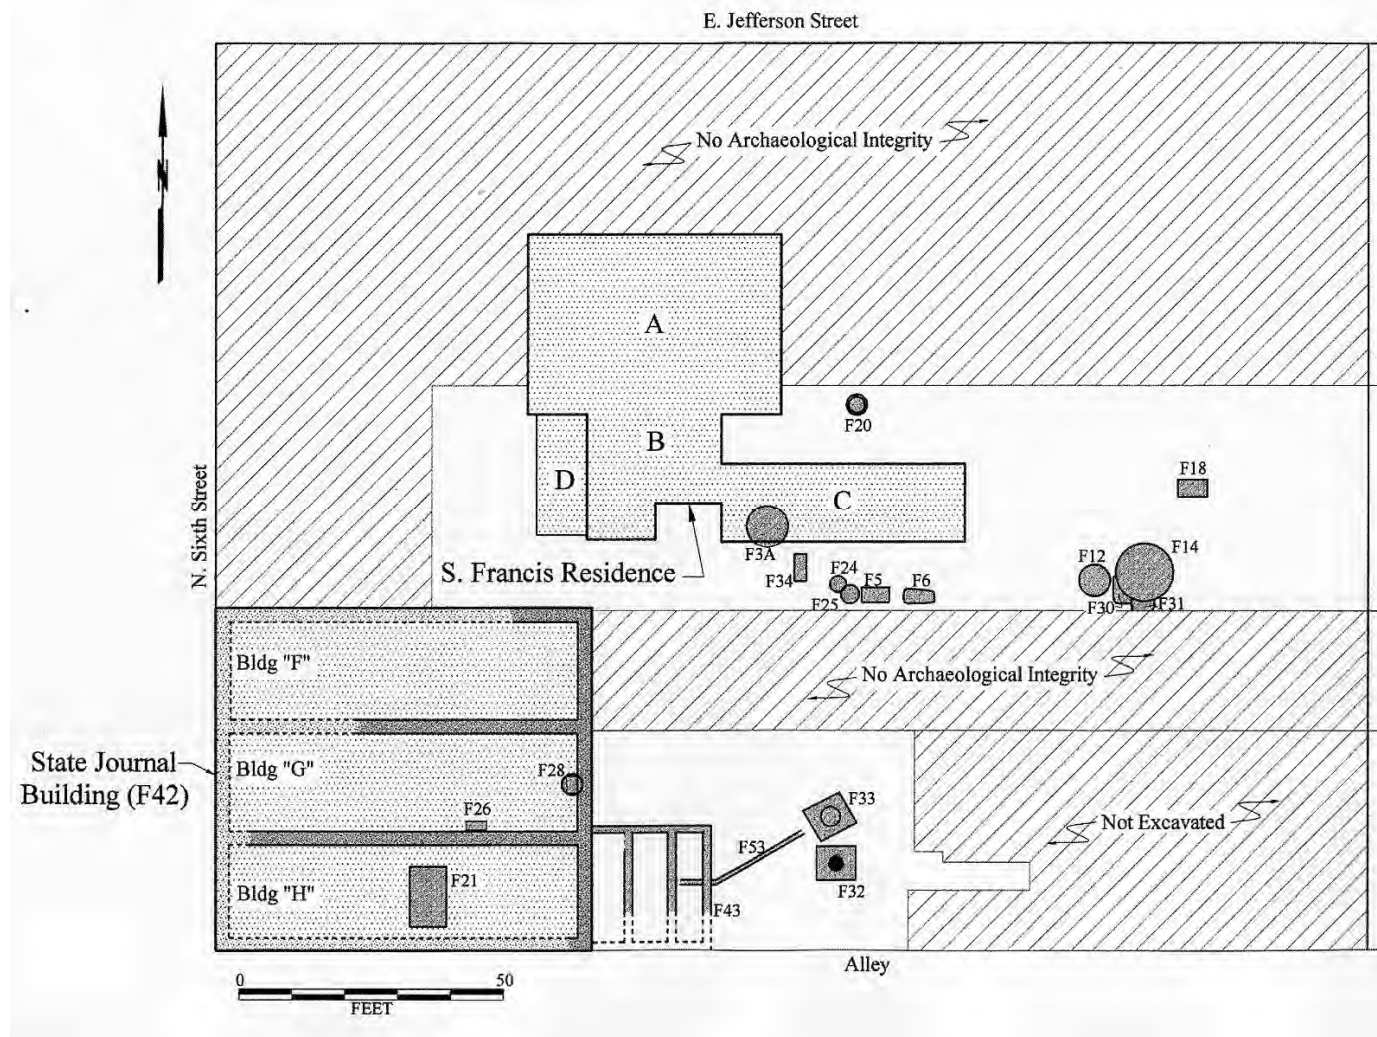 E. Jefferson Street
No Archaeological Integrity
N
A
F20
B
D
C
F18
N. Sixth Street
F3A
F12
F14
S. Francis Residence
F34
F24
F5
F6
F25
F30
F31
Bldg "F"
No Archaeological Integrity
State Journal
Building (F42)
Bldg "G"
F28
F26
F33
Not Excavated
F53
Bldg "H"
F21
F32
F43
Alley
0
50
FEET